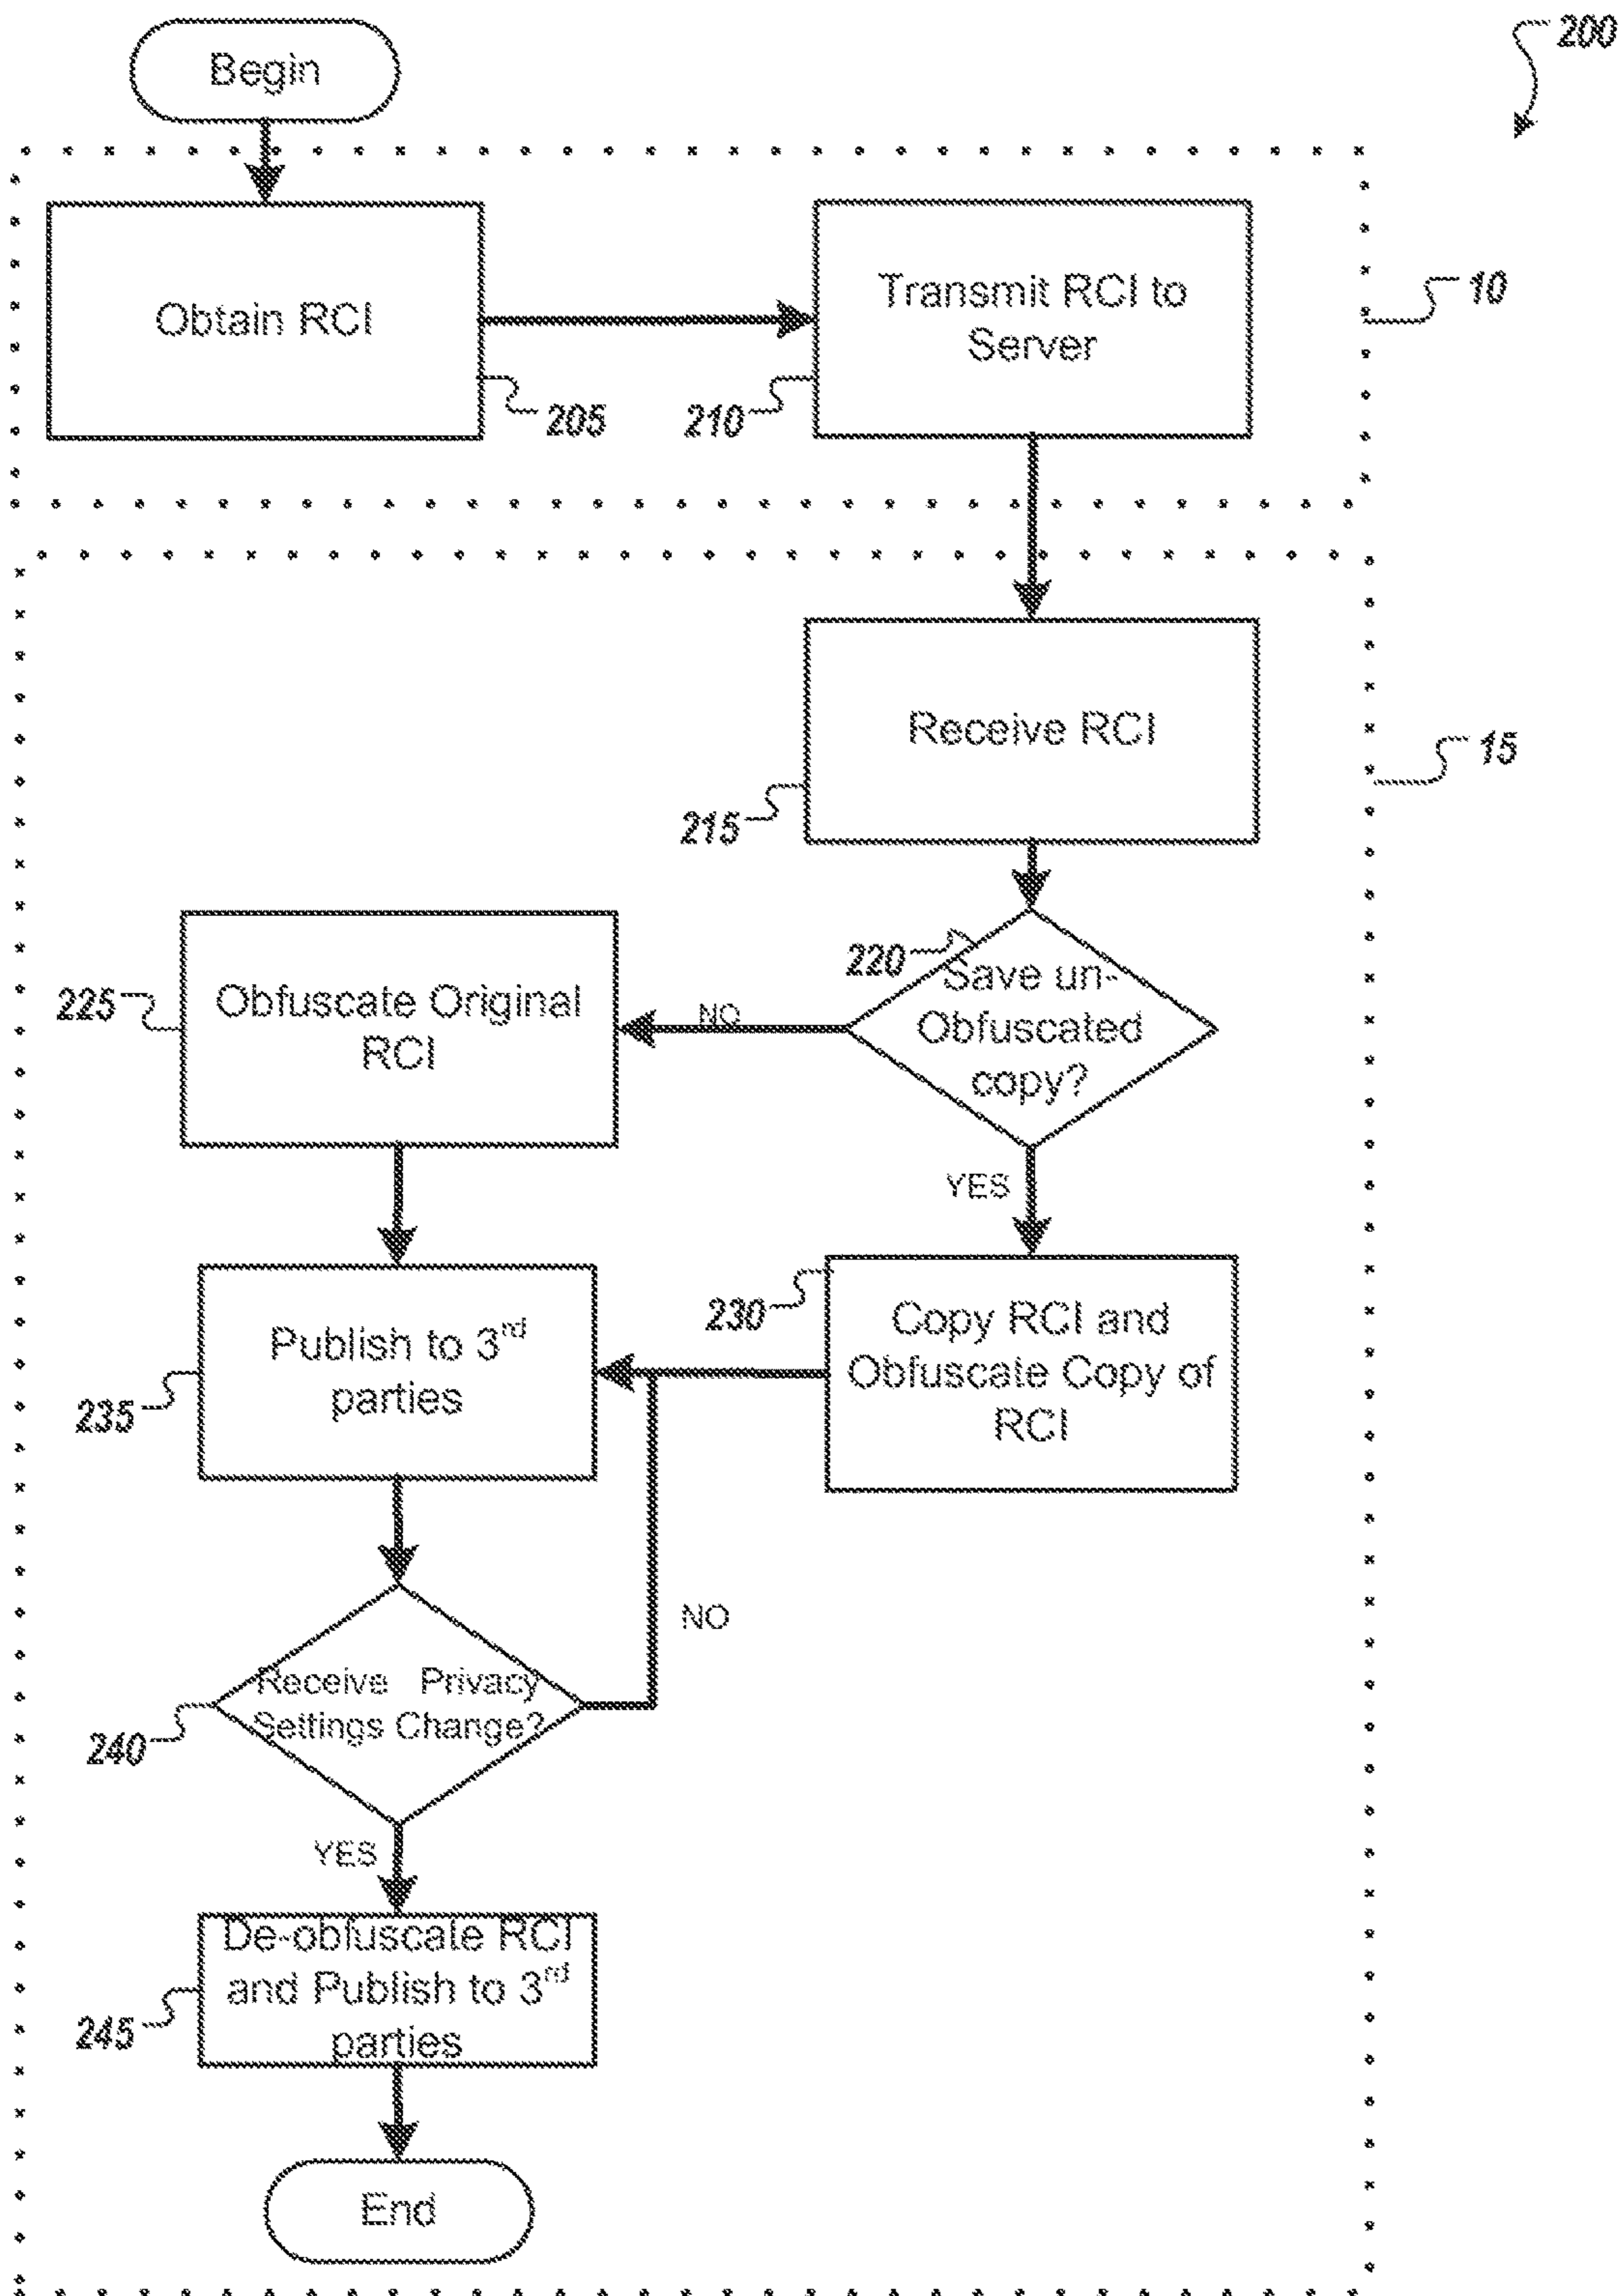 Begin
200
Obtain RCI
Transmit RCI to
Server
10
205
210
Receive RCI
15
215
220
Save un-
Obfuscated
copy?
NO
Obfuscate Original
RCI
225
YES
230
Copy RCI and
Obfuscate Copy of
RCI
Publish to 3rd
parties
235
NO
Receive Privacy
Settings Change?
240
YES
De-obfuscate RCI
and Publish to 3rd
parties
245
End